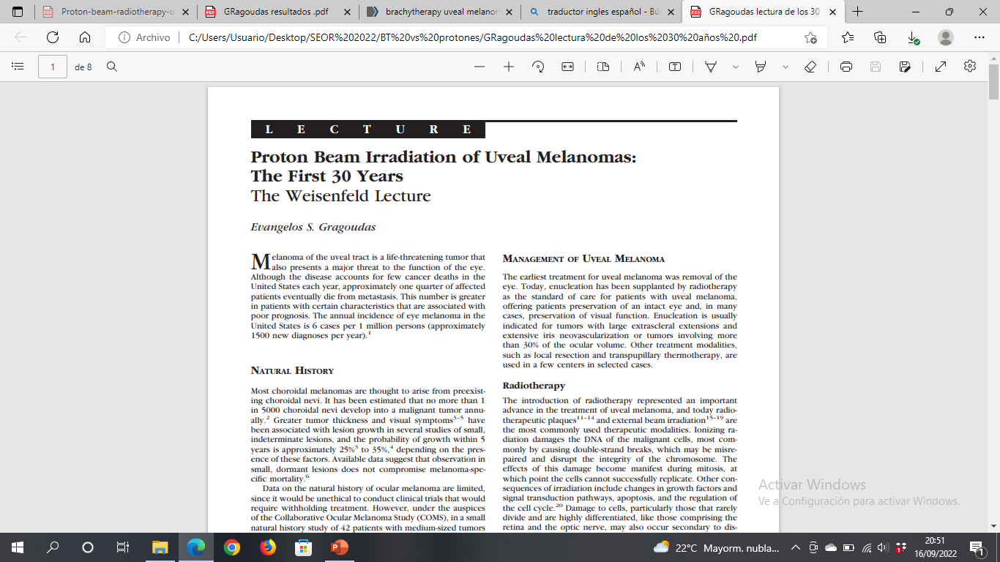 Proton-beam-radiotherapy-o
GRagoudas resultados .pdf
brachytherapy uveal melanon
traductor ingles español - Bú
GRagoudas lectura de los 30
Archivo
C:/Users/Usuario/Desktop/SEOR%202022/BT%20vs%20protones/GRagoudas%20lectura%20de%20los%2030%20años%20.pdf
1
de 8
L E C T U R E
Proton Beam Irradiation of Uveal Melanomas:
The First 30 Years
The Weisenfeld Lecture
Evangelos S. Gragoudas
Melanoma of the uveal tract is a life-threatening tumor that
also presents a major threat to the function of the eye.
Although the disease accounts for few cancer deaths in the
United States each year, approximately one quarter of affected
patients eventually die from metastasis. This number is greater
in patients with certain characteristics that are associated with
poor prognosis. The annual incidence of eye melanoma in the
United States is 6 cases per 1 million persons (approximately
1500 new diagnoses per year).1
NATURAL HISTORY
Most choroidal melanomas are thought to arise from preexist-
ing choroidal nevi. It has been estimated that no more than 1
in 5000 choroidal nevi develop into a malignant tumor annu-
ally.2 Greater tumor thickness and visual symptoms3–5 have
been associated with lesion growth in several studies of small,
indeterminate lesions, and the probability of growth within 5
years is approximately 25%3 to 35%,4 depending on the pres-
ence of these factors. Available data suggest that observation in
small, dormant lesions does not compromise melanoma-spe-
cific mortality.6
Data on the natural history of ocular melanoma are limited,
since it would be unethical to conduct clinical trials that would
require withholding treatment. However, under the auspices
of the Collaborative Ocular Melanoma Study (COMS), in a small
natural history study of 42 patients with medium-sized tumors
MANAGEMENT OF UVEAL MELANOMA
The earliest treatment for uveal melanoma was removal of the
eye. Today, enucleation has been supplanted by radiotherapy
as the standard of care for patients with uveal melanoma,
offering patients preservation of an intact eye and, in many
cases, preservation of visual function. Enucleation is usually
indicated for tumors with large extrascleral extensions and
extensive iris neovascularization or tumors involving more
than 30% of the ocular volume. Other treatment modalities,
such as local resection and transpupillary thermotherapy, are
used in a few centers in selected cases.
Radiotherapy
The introduction of radiotherapy represented an important
advance in the treatment of uveal melanoma, and today radio-
therapeutic plaques11–14 and external beam irradiation15–19 are
the most commonly used therapeutic modalities. Ionizing ra-
diation damages the DNA of the malignant cells, most com-
monly by causing double-strand breaks, which may be misre-
paired and disrupt the integrity of the chromosome. The
effects of this damage become manifest during mitosis, at
which point the cells cannot successfully replicate. Other con-
sequences of irradiation include changes in growth factors and
signal transduction pathways, apoptosis, and the regulation of
the cell cycle.20 Damage to cells, particularly those that rarely
divide and are highly differentiated, like those comprising the
retina and the optic nerve, may also occur secondary to dis-
Activar Windows
Ve a Configuración para activar Windows.
22°C Mayorm. nubla...
20:51
16/09/2022